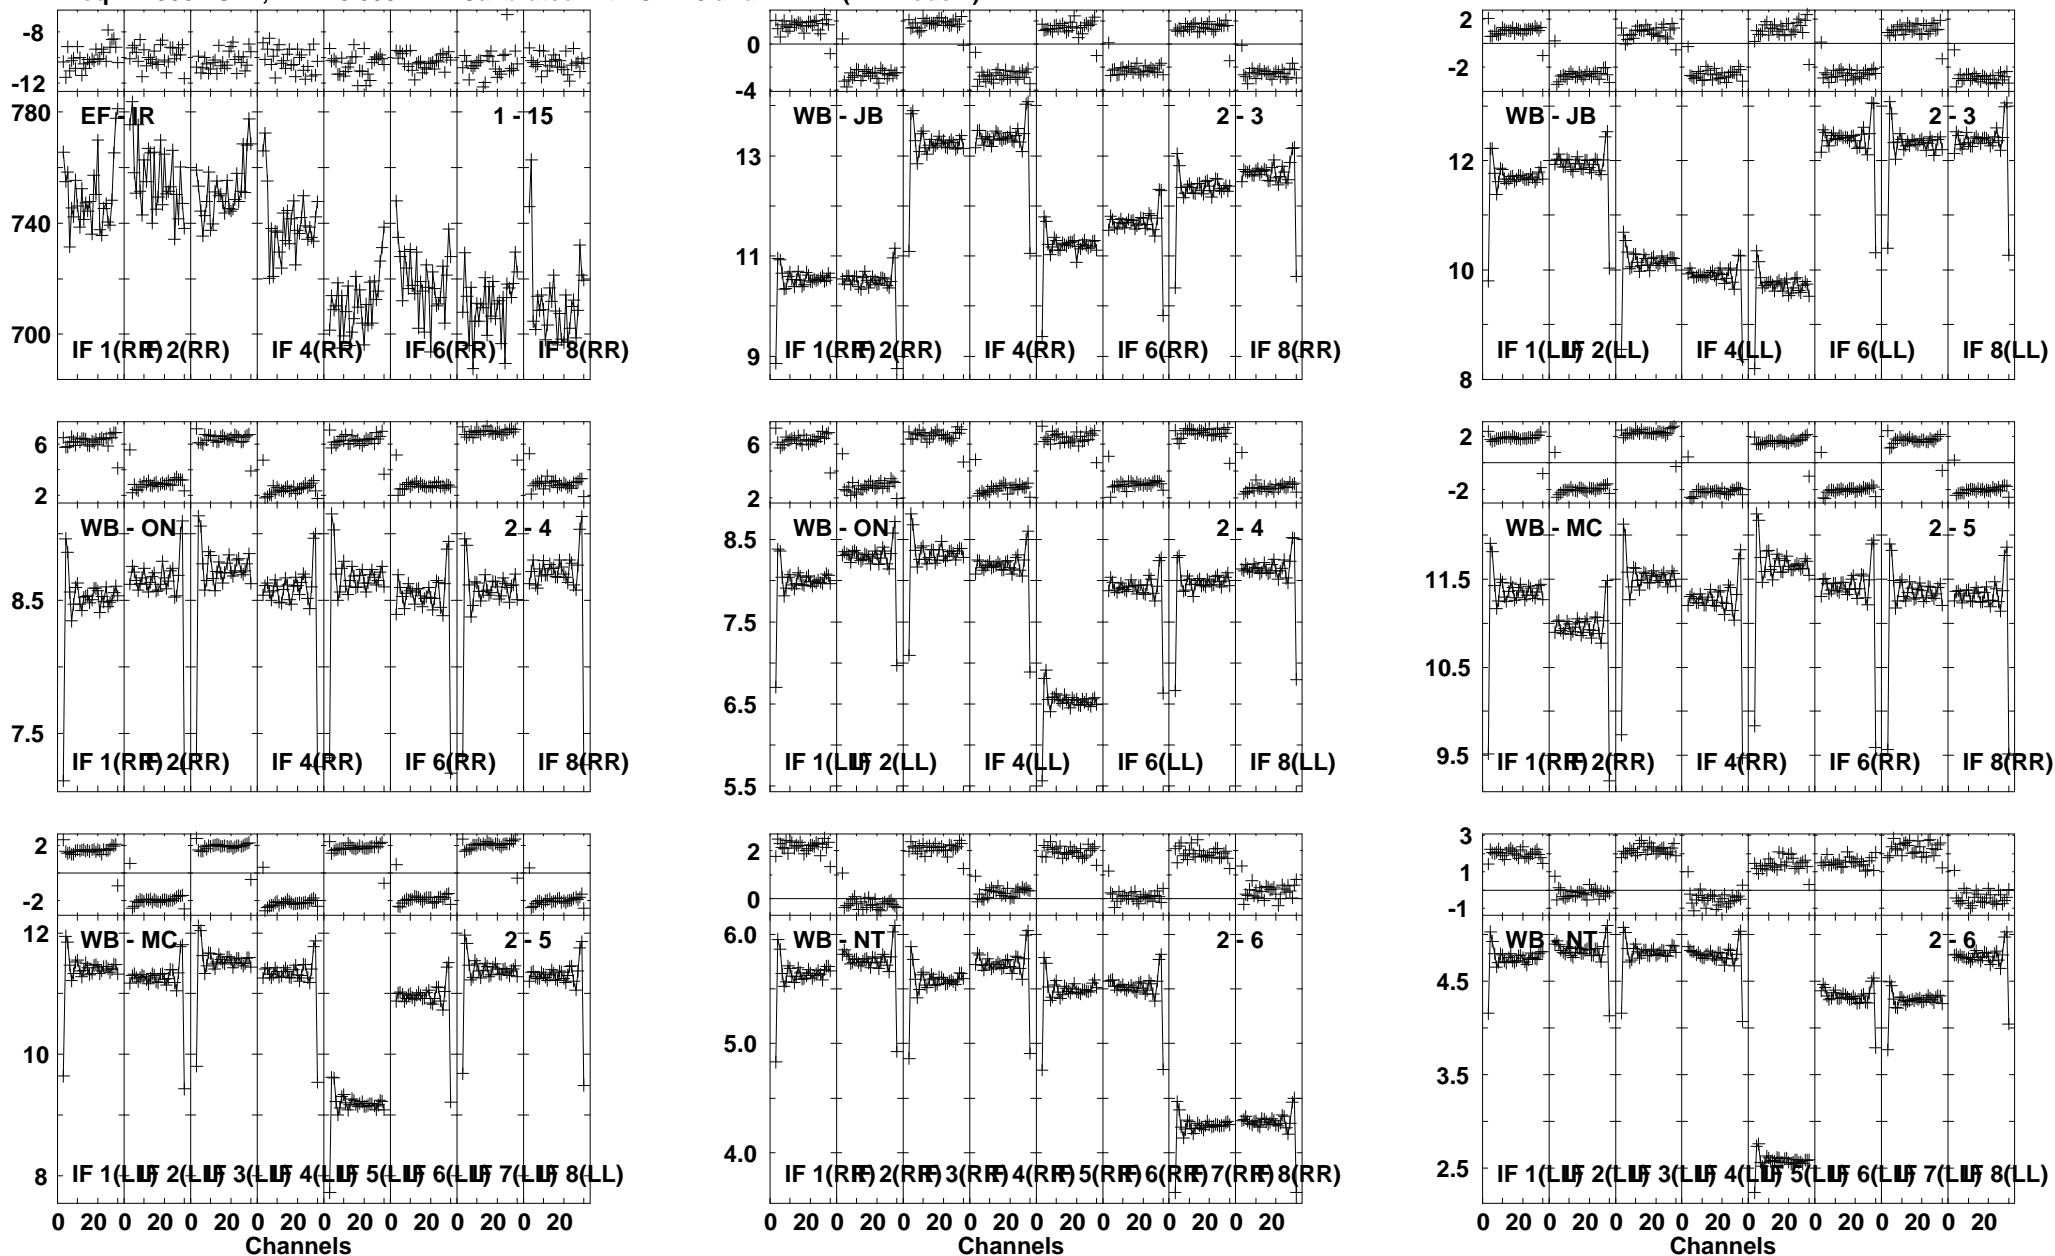 -8
-12
780
740
700
EF - IR
1 - 15
IF 1(RR)
IF 2(RR)
IF 4(RR)
IF 6(RR)
IF 8(RR)
0
-4
13
11
9
WB - JB
2 - 3
IF 1(RR)
IF 2(RR)
IF 4(RR)
IF 6(RR)
IF 8(RR)
2
-2
12
10
8
WB - JB
2 - 3
IF 1(LL)
IF 2(LL)
IF 4(LL)
IF 6(LL)
IF 8(LL)
6
2
8.5
7.5
WB - ON
2 - 4
IF 1(RR)
IF 2(RR)
IF 4(RR)
IF 6(RR)
IF 8(RR)
6
2
8.5
7.5
6.5
5.5
WB - ON
2 - 4
IF 1(LL)
IF 2(LL)
IF 4(LL)
IF 6(LL)
IF 8(LL)
2
-2
11.5
10.5
9.5
WB - MC
2 - 5
IF 1(RR)
IF 2(RR)
IF 4(RR)
IF 6(RR)
IF 8(RR)
2
-2
12
10
8
WB - MC
2 - 5
IF 1(LL)
IF 2(LL)
IF 3(LL)
IF 4(LL)
IF 5(LL)
IF 6(LL)
IF 7(LL)
IF 8(LL)
0 20 0 20 0 20 0 20 0 20 0 20 0 20 0 20
Channels
2
0
6.0
5.0
4.0
WB - NT
2 - 6
IF 1(RR)
IF 2(RR)
IF 3(RR)
IF 4(RR)
IF 5(RR)
IF 6(RR)
IF 7(RR)
IF 8(RR)
0 20 0 20 0 20 0 20 0 20 0 20 0 20 0 20
Channels
3
1
-1
4.5
3.5
2.5
WB - NT
2 - 6
IF 1(LL)
IF 2(LL)
IF 3(LL)
IF 4(LL)
IF 5(LL)
IF 6(LL)
IF 7(LL)
IF 8(LL)
0 20 0 20 0 20 0 20 0 20 0 20 0 20 0 20
Channels